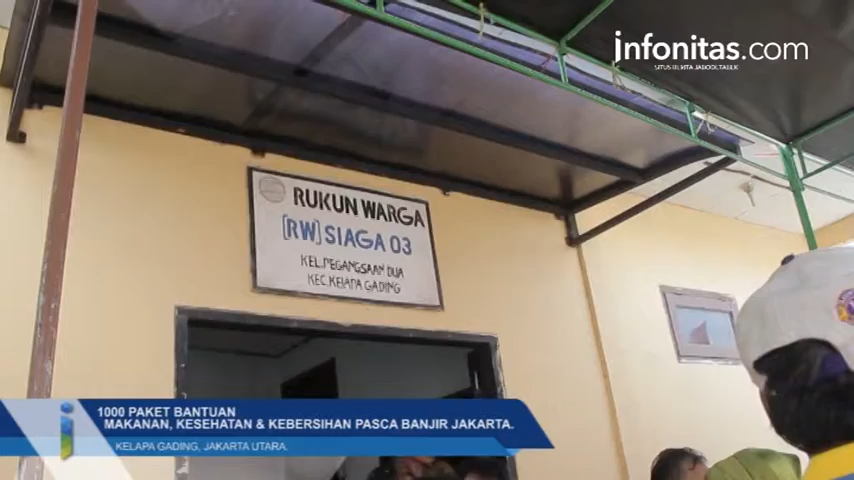 infonitas.com
RUKUN WARGA
[RW] SIAGA 03
KEL.PEGANGSAAN DUA
KEC.KELAPA GADING
1000 PAKET BANTUAN
MAKANAN, KESEHATAN & KEBERSIHAN PASCA BANJIR JAKARTA.
KELAPA GADING, JAKARTA UTARA.